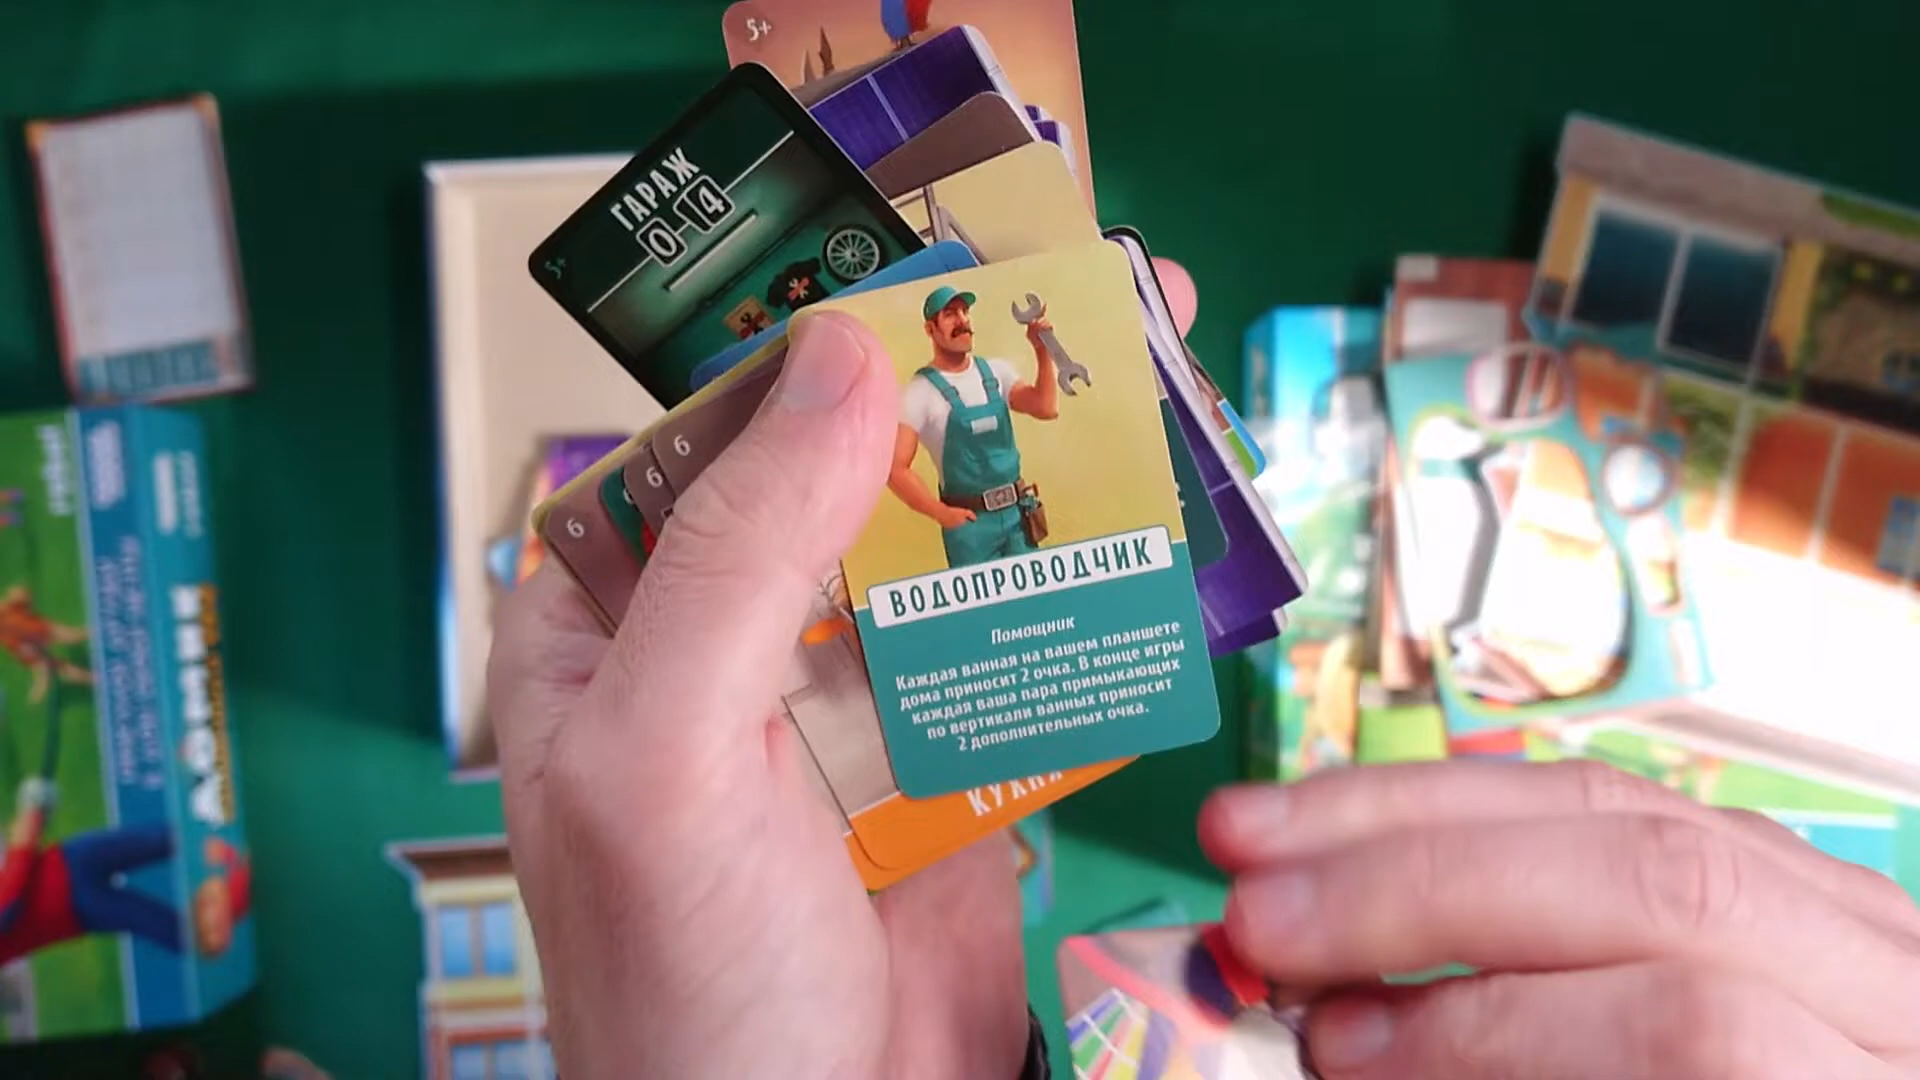 5+
ГАРАЖ
0-14
5+
6
6
6
ВОДОПРОВОДЧИК
Помощник
Каждая ванная на вашем планшете
дома приносит 2 очка. В конце игры
каждая ваша пара примыкающих
по вертикали ванных приносит
2 дополнительных очка.
КУХНЯ